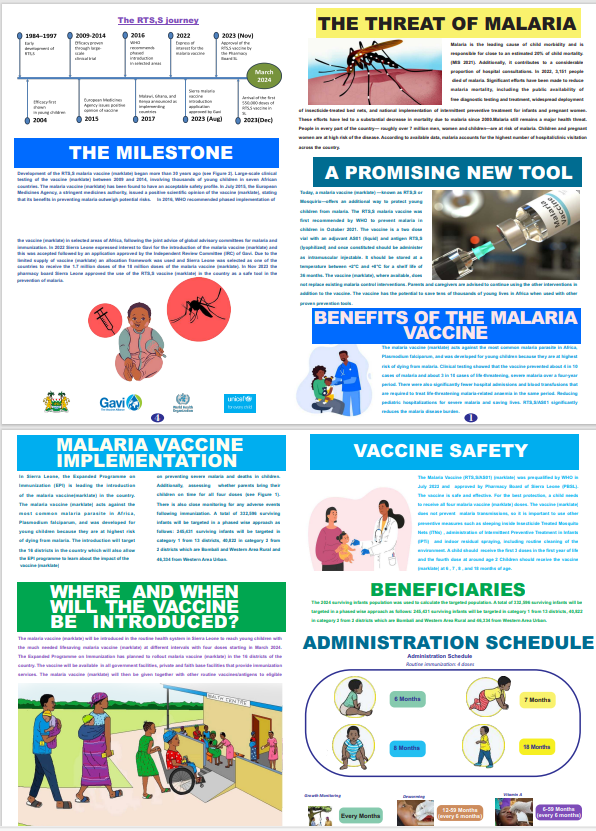 The RTS,S journey
1984–1997
Early
development of
RTS,S
2009-2014
Efficacy proven
through large-
scale
clinical trial
2016
WHO
recommends
phased
introduction
in selected areas
2022
Express of
interest for the
malaria vaccine
2023 (Nov)
Approval of the
RTS,S vaccine by
the Pharmacy
Board SL
March
2024
Efficacy first
shown
in young children
2004
European Medicines
Agency issues positive
opinion of vaccine
2015
Malawi, Ghana, and
Kenya announced as
implementing
countries
2017
Sierra malaria
vaccine
introduction
application
approved by Gavi
2023 (Aug)
Arrival of the first
550,000 doses of
RTS,S vaccine in
SL
2023(Dec)
THE MILESTONE
Development of the RTS,S malaria vaccine (marklate) began more than 30 years ago (see Figure 2). Large-scale clinical
testing of the vaccine (marklate) between 2009 and 2014, involving thousands of young children in seven African
countries. The malaria vaccine (marklate) has been found to have an acceptable safety profile. In July 2015, the European
Medicines Agency, a stringent medicines authority, issued a positive scientific opinion of the vaccine (marklate), stating
that its benefits in preventing malaria outweigh potential risks. In 2016, WHO recommended phased implementation of
the vaccine (marklate) in selected areas of Africa, following the joint advice of global advisory committees for malaria and
immunization. In 2022 Sierra Leone expressed interest to Gavi for the introduction of the malaria vaccine (marklate) and
this was accepted followed by an application approved by the Independent Review Committee (IRC) of Gavi. Due to the
limited supply of vaccine (marklate) an allocation framework was used and Sierra Leone was selected as one of the
countries to receive the 1.7 million doses of the 18 million doses of the malaria vaccine (marklate). In Nov 2023 the
pharmacy board Sierra Leone approved the use of the RTS,S vaccine (marklate) in the country as a safe tool in the
prevention of malaria.
Gavi
World Health
Organization
unicef
for every child
4
THE THREAT OF MALARIA
Malaria is the leading cause of child morbidity and is
responsible for close to an estimated 20% of child mortality.
(MIS 2021). Additionally, it contributes to a considerable
proportion of hospital consultations. In 2022, 3,151 people
died of malaria. Significant efforts have been made to reduce
malaria mortality, including the public availability of
free diagnostic testing and treatment, widespread deployment
of insecticide-treated bed nets, and national implementation of intermittent preventive treatment for infants and pregnant women.
These efforts have led to a substantial decrease in mortality due to malaria since 2000.Malaria still remains a major health threat.
People in every part of the country— roughly over 7 million men, women and children—are at risk of malaria. Children and pregnant
women are at high risk of the disease. According to available data, malaria accounts for the highest number of hospital/clinic visitation
across the country.
A PROMISING NEW TOOL
Today, a malaria vaccine (marklate) —known as RTS,S or
Mosquirix—offers an additional way to protect
young children from malaria. The RTS,S malaria vaccine was
first recommended by WHO to prevent malaria in
children in October 2021. The vaccine is a two dose
vial with an adjuvant AS01 (liquid) and antigen RTS,S
(lyophilized) and once constituted should be administer
as intramuscular injectable. It should be stored at a
temperature between +2°C and +8°C for a shelf life of
36 months. The vaccine (marklate), where available, does
not replace existing malaria control interventions. Parents and caregivers are advised to continue using the other interventions in
addition to the vaccine. The vaccine has the potential to save tens of thousands of young lives in Africa when used with other
proven prevention tools.
Malaria
Vaccine
BENEFITS OF THE MALARIA
VACCINE
The malaria vaccine (marklate) acts against the most common malaria parasite in Africa,
Plasmodium falciparum, and was developed for young children because they are at highest
risk of dying from malaria. Clinical testing showed that the vaccine prevented about 4 in 10
cases of malaria and about 3 in 10 cases of life-threatening, severe malaria over a four-year
period. There were also significantly fewer hospital admissions and blood transfusions that
are required to treat life-threatening malaria-related anaemia in the same period. Reducing
pediatric hospitalizations for severe malaria and saving lives. RTS,S/AS01 significantly
reduces the malaria disease burden.
1
MALARIA VACCINE
IMPLEMENTATION
In Sierra Leone, the Expanded Programme on
Immunization (EPI) is leading the introduction
of the malaria vaccine(marklate) in the country.
The malaria vaccine (marklate) acts against the
most common malaria parasite in Africa,
Plasmodium falciparum, and was developed for
young children because they are at highest risk
of dying from malaria. The introduction will target
the 16 districts in the country which will also allow
the EPI programme to learn about the impact of the
vaccine (marklate)
on preventing severe malaria and deaths in children.
Additionally, assessing whether parents bring their
children on time for all four doses (see Figure 1).
There is also close monitoring for any adverse events
following immunization. A total of 332,596 surviving
infants will be targeted in a phased wise approach as
follows: 245,431 surviving infants will be targeted in
category 1 from 13 districts, 40,822 in category 2 from
2 districts which are Bombali and Western Area Rural and
46,334 from Western Area Urban.
WHERE AND WHEN
WILL THE VACCINE
BE INTRODUCED?
The malaria vaccine (marklate) will be introduced in the routine health system in Sierra Leone to reach young children with
the much needed lifesaving malaria vaccine (marklate) at different intervals with four doses starting in March 2024.
The Expanded Programme on Immunization has planned to rollout malaria vaccine (marklate) in the 16 districts of the
country. The vaccine will be available in all government facilities, private and faith base facilities that provide immunization
services. The malaria vaccine (marklate) will then be given together with other routine vaccines/antigens to eligible
HEALTH CENTRE
VACCINE SAFETY
The Malaria Vaccine (RTS,S/AS01) (marklate) was prequalified by WHO in
July 2022 and approved by Pharmacy Board of Sierra Leone (PBSL).
The vaccine is safe and effective. For the best protection, a child needs
to receive all four malaria vaccine (marklate) doses. The vaccine (marklate)
does not prevent malaria transmission, so it is important to use other
preventive measures such as sleeping inside Insecticide Treated Mosquito
Nets (ITNs) , administration of Intermittent Preventive Treatment in Infants
(IPTi) and indoor residual spraying, including routine cleaning of the
environment. A child should receive the first 3 doses in the first year of life
and the fourth dose at around age 2 Children should receive the vaccine
(marklate) at 6 , 7 , 8 , and 18 months of age.
BENEFICIARIES
The 2024 surviving infants population was used to calculate the targeted population. A total of 332,596 surviving infants will be
targeted in a phased wise approach as follows: 245,431 surviving infants will be targeted in category 1 from 13 districts. 40,822
in category 2 from 2 districts which are Bombali and Western Area Rural and 46,334 from Western Area Urban.
ADMINISTRATION SCHEDULE
Administration Schedule
Routine immunization: 4 doses
6 Months
7 Months
8 Months
18 Months
Growth Monitoring
Every Months
Deworming
12-59 Months
(every 6 months)
Vitamin A
6-59 Months
(every 6 months)